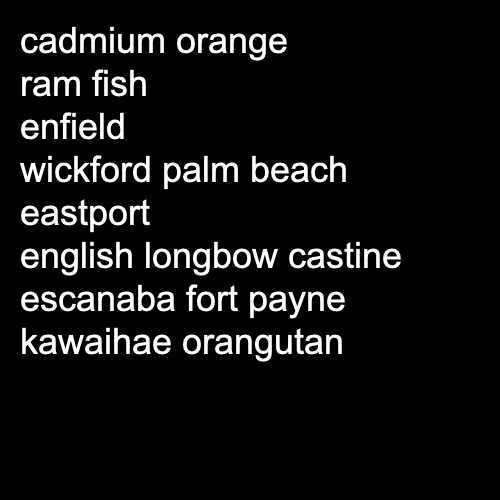 cadmium orange
ram fish
enfield
wickford palm beach
eastport
english longbow castine
escanaba fort payne
kawaihae orangutan